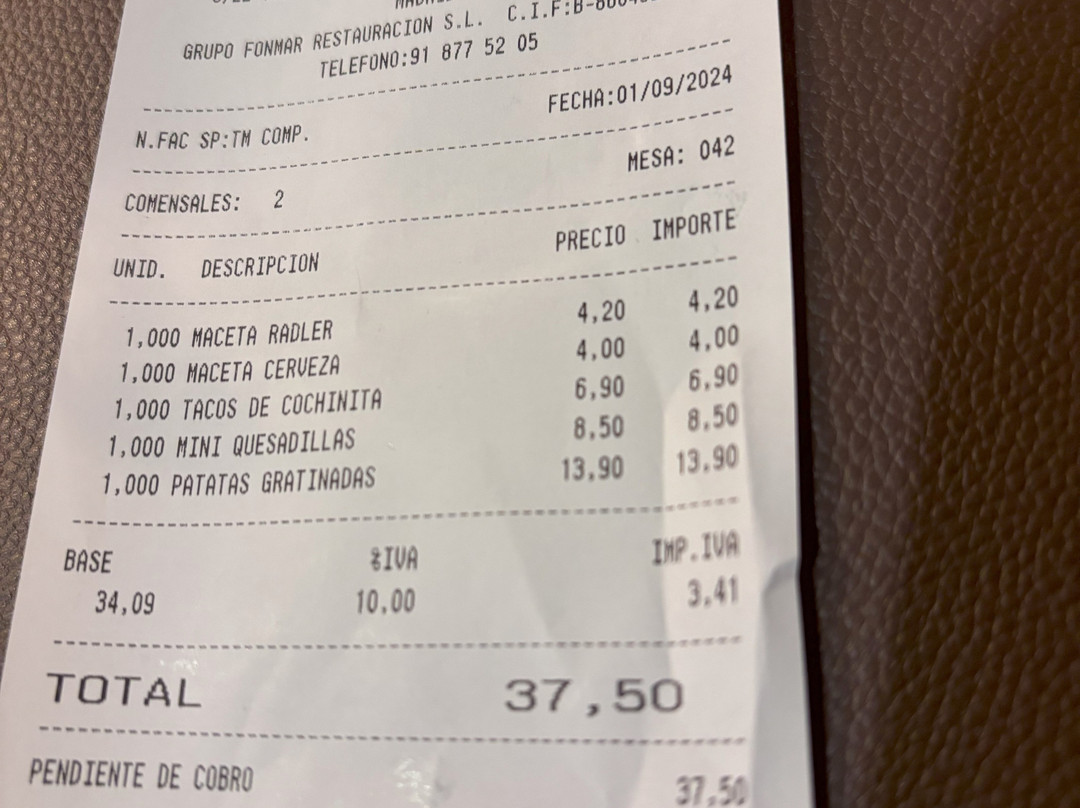 GRUPO FONMAR RESTAURACION S.L. C.I.F:B-
TELEFONO:91 877 52 05
FECHA:01/09/2024
N.FAC SP:TM COMP.
MESA: 042
COMENSALES: 2
UNID. DESCRIPCION PRECIO IMPORTE
1,000 MACETA RADLER 4,20 4,20
1,000 MACETA CERVEZA 4,00 4,00
1,000 TACOS DE COCHINITA 6,90 6,90
1,000 MINI QUESADILLAS 8,50 8,50
1,000 PATATAS GRATINADAS 13,90 13,90
BASE %IVA IMP.IVA
34,09 10,00 3,41
TOTAL 37,50
PENDIENTE DE COBRO 37,50